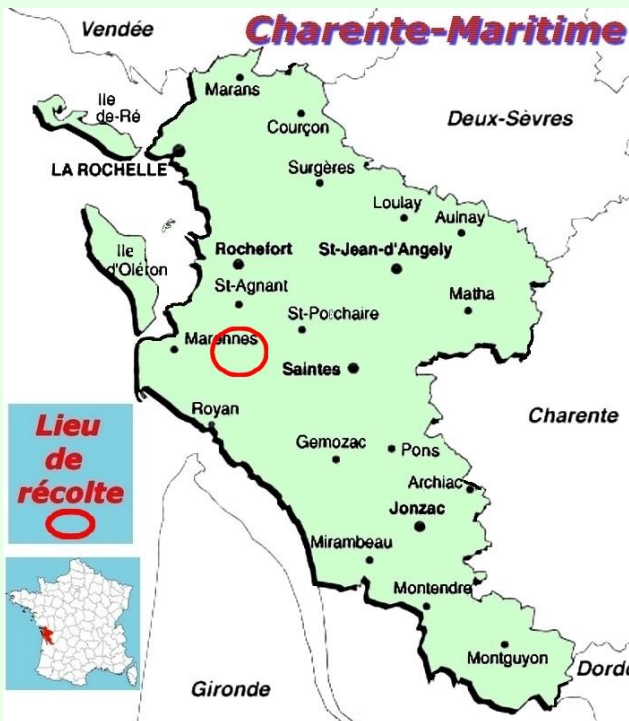 Charente-Maritime
Vendée
Marans
Ile
de-Ré
Courçon
Deux-Sèvres
LA ROCHELLE
Surgères
Loulay
Aulnay
Ile
d'Oléron
Rochefort
St-Jean-d'Angely
St-Agnant
Matha
St-Porchaire
Marennes
Saintes
Royan
Charente
Lieu
de
récolte
Gemozac
Pons
Archiac
Jonzac
Mirambeau
Montendre
Montguyon
Gironde
Dord